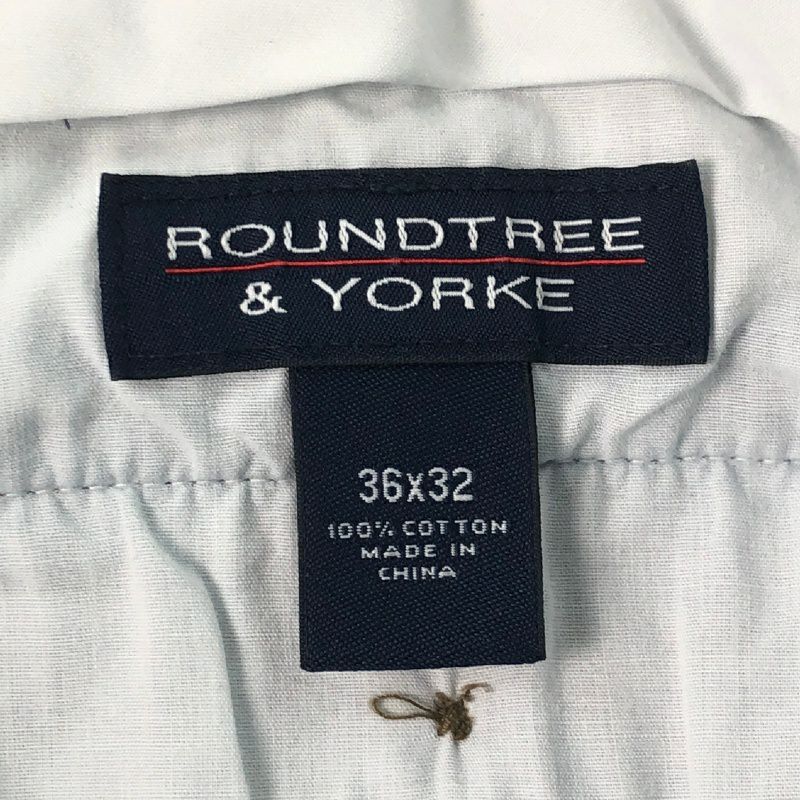 ROUNDTREE
& YORKE
36X32
100% COTTON
MADE IN
CHINA